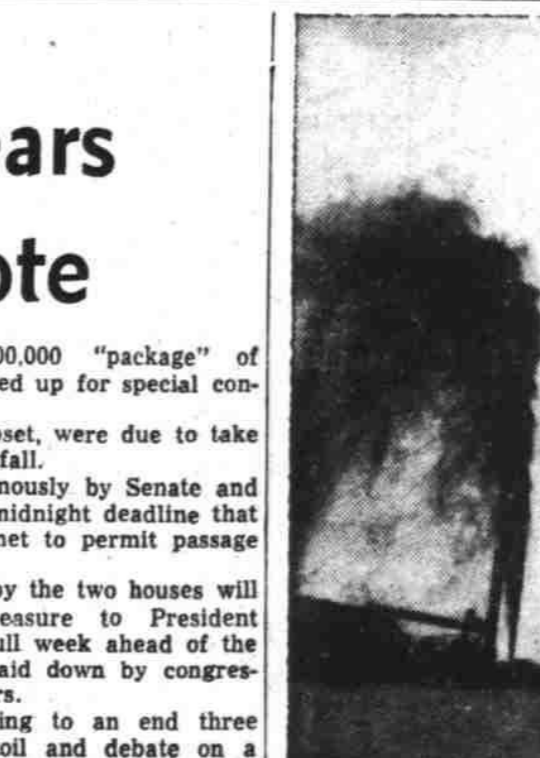 ars
ote
00,000 "package" of
ed up for special con-
set, were due to take
fall.
nously by Senate and
midnight deadline that
net to permit passage
by the two houses will
easure to President
ull week ahead of the
aid down by congres-
rs.
ing to an end three
oil and debate on a